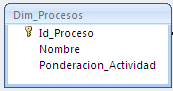 Dim_Procesos
Id_Proceso
Nombre
Ponderacion_Actividad